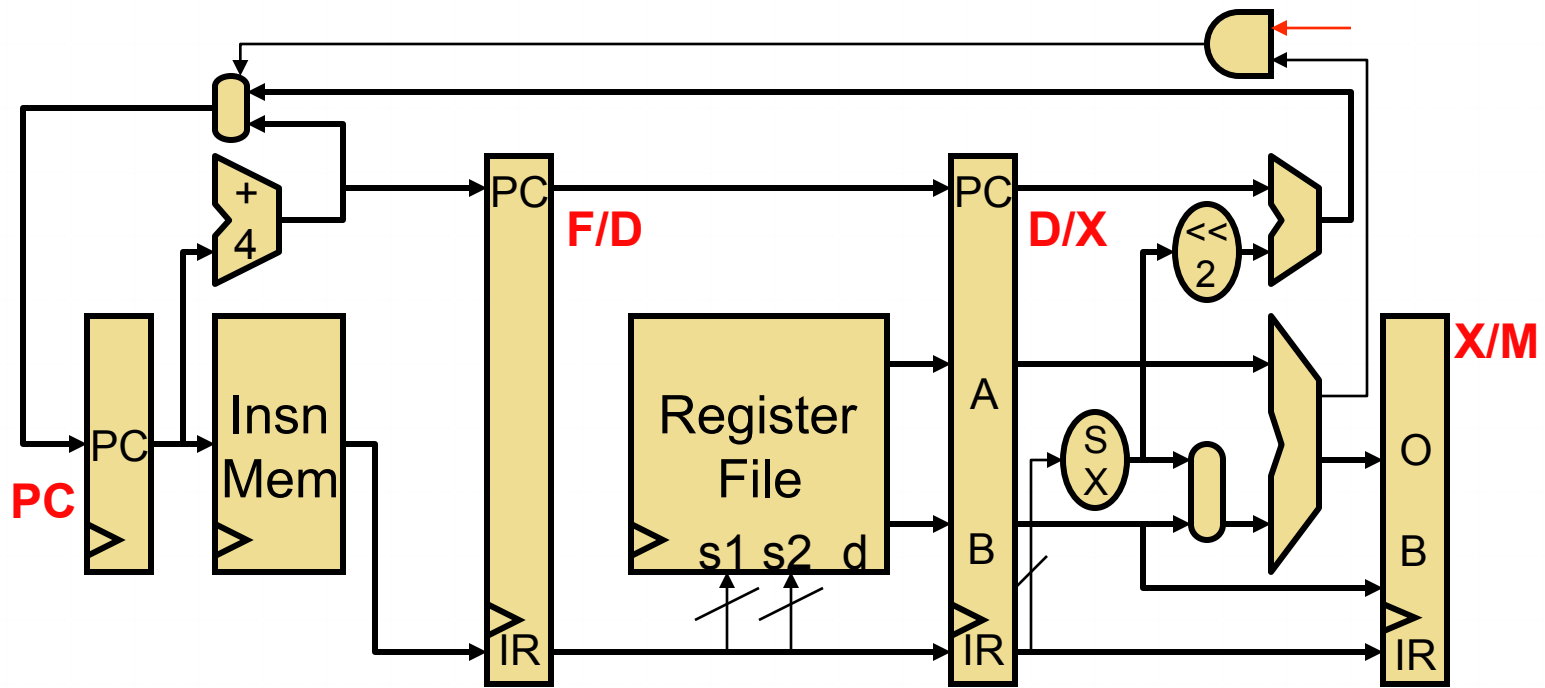 +
4
PC
PC
F/D
PC
D/X
<<
2
PC
Insn
Mem
Register
File
s1 s2 d
A
B
S
X
X/M
O
B
IR
IR
IR